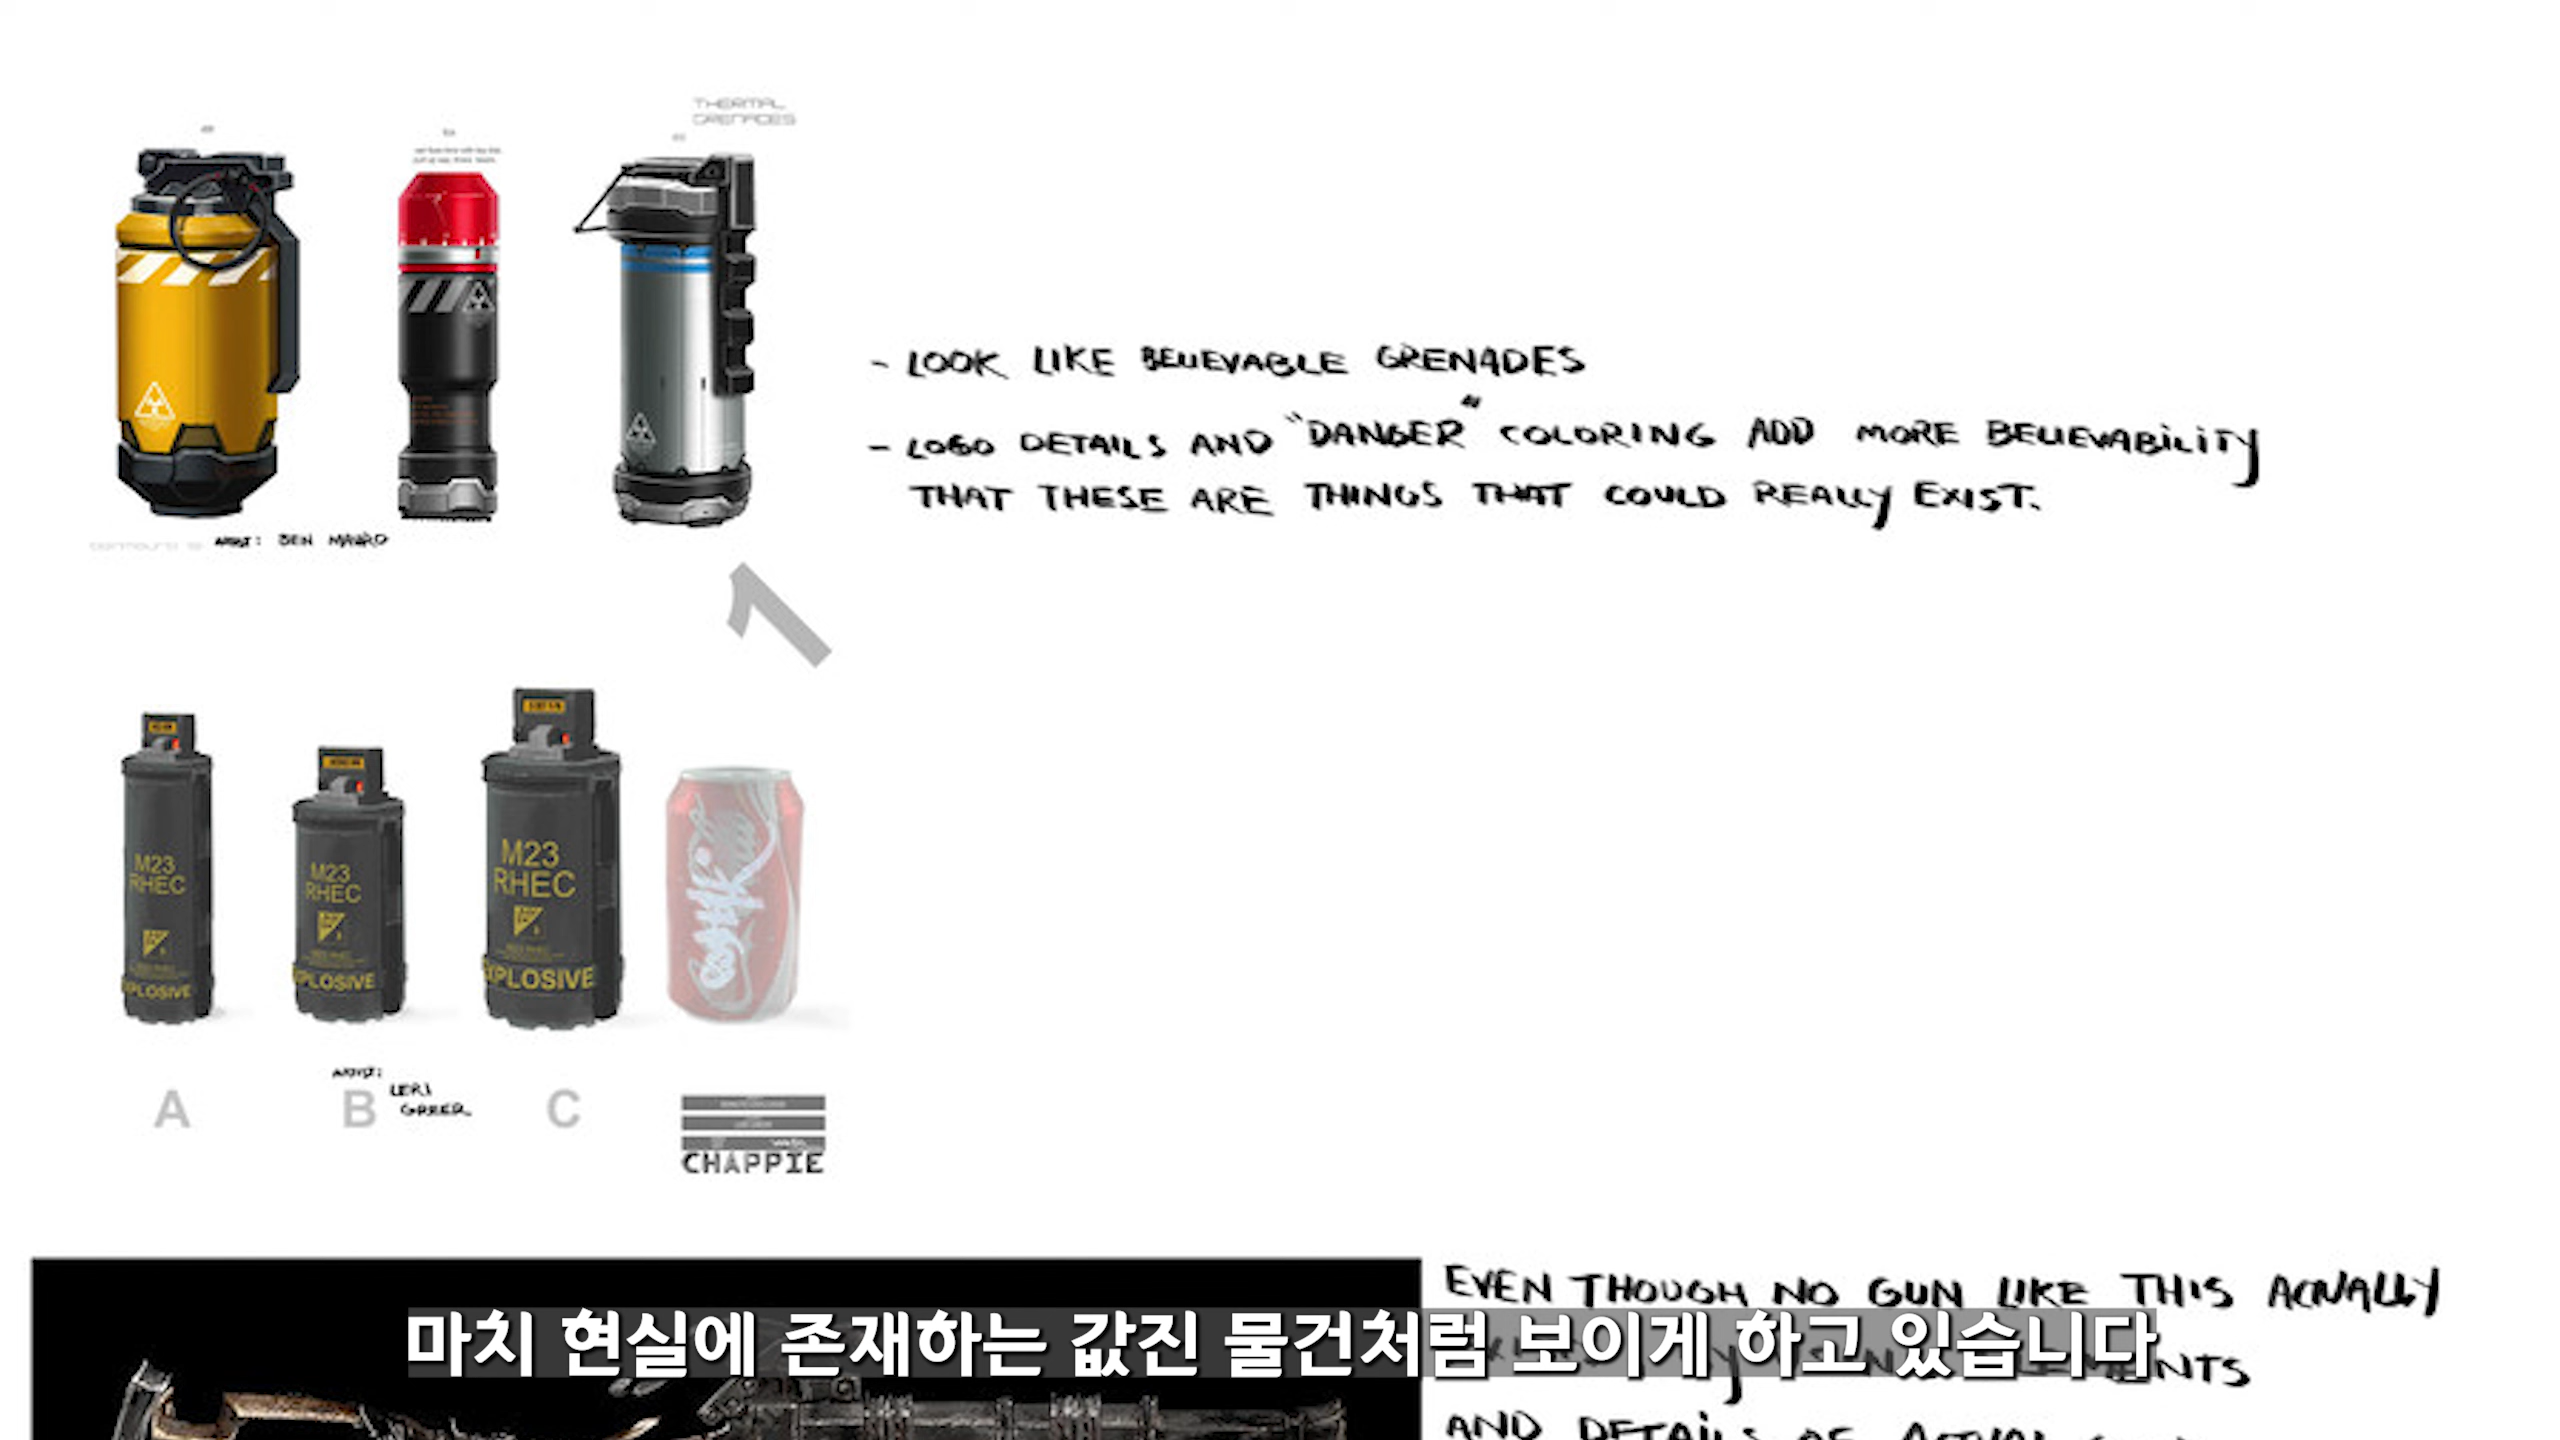 THERMAL
GRENADES
ARTIST: BEN MAURO
- LOOK LIKE BELIEVABLE GRENADES
- LOGO DETAILS AND "DANGER" COLORING ADD MORE BELIEVABILITY
THAT THESE ARE THINGS THAT COULD REALLY EXIST.
1
M23
RHEC
EXPLOSIVE
M23
RHEC
EXPLOSIVE
M23
RHEC
EXPLOSIVE
ARTIST:
LERI
GREER
A
B
C
CHAPPIE
EVEN THOUGH NO GUN LIKE THIS ACTUALLY
마치 현실에 존재하는 값진 물건처럼 보이게 하고 있습니다
AND DETAILS OF